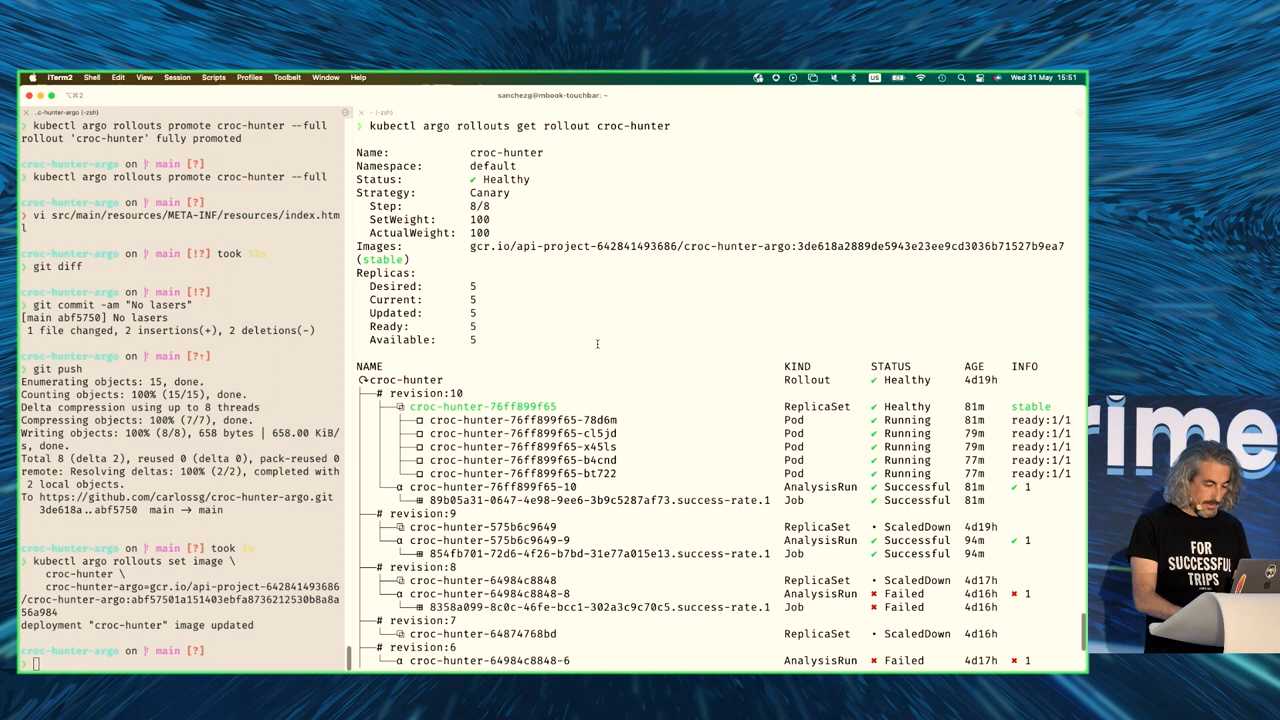 iTerm2 Shell Edit View Session Scripts Profiles Toolbelt Window Help
US
Wed 31 May 15:51
⌥⌘2
sanchezg@mbook-touchbar: ~
..c-hunter-argo (-zsh)
~ (-zsh)
❯ kubectl argo rollouts promote croc-hunter --full
rollout 'croc-hunter' fully promoted
croc-hunter-argo on main [?]
❯ kubectl argo rollouts promote croc-hunter --full
croc-hunter-argo on main [?]
❯ vi src/main/resources/META-INF/resources/index.htm
l
croc-hunter-argo on main [!?] took 12s
❯ git diff
croc-hunter-argo on main [!?]
❯ git commit -am "No lasers"
[main abf5750] No lasers
1 file changed, 2 insertions(+), 2 deletions(-)
croc-hunter-argo on main [?↑]
❯ git push
Enumerating objects: 15, done.
Counting objects: 100% (15/15), done.
Delta compression using up to 8 threads
Compressing objects: 100% (7/7), done.
Writing objects: 100% (8/8), 658 bytes | 658.00 KiB/
s, done.
Total 8 (delta 2), reused 0 (delta 0), pack-reused 0
remote: Resolving deltas: 100% (2/2), completed with
2 local objects.
To https://github.com/carlossg/croc-hunter-argo.git
3de618a..abf5750 main -> main
croc-hunter-argo on main [?] took 2s
❯ kubectl argo rollouts set image \
croc-hunter \
croc-hunter-argo=gcr.io/api-project-642841493686
/croc-hunter-argo:abf57501a151403ebfa8736212530b8a8a
56a984
deployment "croc-hunter" image updated
croc-hunter-argo on main [?]
❯
❯ kubectl argo rollouts get rollout croc-hunter
Name: croc-hunter
Namespace: default
Status: ✔ Healthy
Strategy: Canary
Step: 8/8
SetWeight: 100
ActualWeight: 100
Images: gcr.io/api-project-642841493686/croc-hunter-argo:3de618a2889de5943e23ee9cd3036b71527b9ea7
(stable)
Replicas:
Desired: 5
Current: 5
Updated: 5
Ready: 5
Available: 5
NAME KIND STATUS AGE INFO
⟳ croc-hunter Rollout ✔ Healthy 4d19h
├──# revision:10
│ ├──⧉ croc-hunter-76ff899f65 ReplicaSet ✔ Healthy 81m stable
│ │ ├──□ croc-hunter-76ff899f65-78d6m Pod ✔ Running 81m ready:1/1
│ │ ├──□ croc-hunter-76ff899f65-cl5jd Pod ✔ Running 79m ready:1/1
│ │ ├──□ croc-hunter-76ff899f65-x45ls Pod ✔ Running 79m ready:1/1
│ │ ├──□ croc-hunter-76ff899f65-b4cnd Pod ✔ Running 77m ready:1/1
│ │ └──□ croc-hunter-76ff899f65-bt722 Pod ✔ Running 77m ready:1/1
│ └──α croc-hunter-76ff899f65-10 AnalysisRun ✔ Successful 81m ✔ 1
│ └──⊞ 89b05a31-0647-4e98-9ee6-3b9c5287af73.success-rate.1 Job ✔ Successful 81m
├──# revision:9
│ ├──⧉ croc-hunter-575b6c9649 ReplicaSet • ScaledDown 4d19h
│ └──α croc-hunter-575b6c9649-9 AnalysisRun ✔ Successful 94m ✔ 1
│ └──⊞ 854fb701-72d6-4f26-b7bd-31e77a015e13.success-rate.1 Job ✔ Successful 94m
├──# revision:8
│ ├──⧉ croc-hunter-64984c8848 ReplicaSet • ScaledDown 4d17h
│ └──α croc-hunter-64984c8848-8 AnalysisRun ✖ Failed 4d16h ✖ 1
│ └──⊞ 8358a099-8c0c-46fe-bcc1-302a3c9c70c5.success-rate.1 Job ✖ Failed 4d16h
├──# revision:7
│ └──⧉ croc-hunter-64874768bd ReplicaSet • ScaledDown 4d16h
├──# revision:6
│ └──α croc-hunter-64984c8848-6 AnalysisRun ✖ Failed 4d17h ✖ 1
rime
FOR
SUCCESSFUL
TRIPS